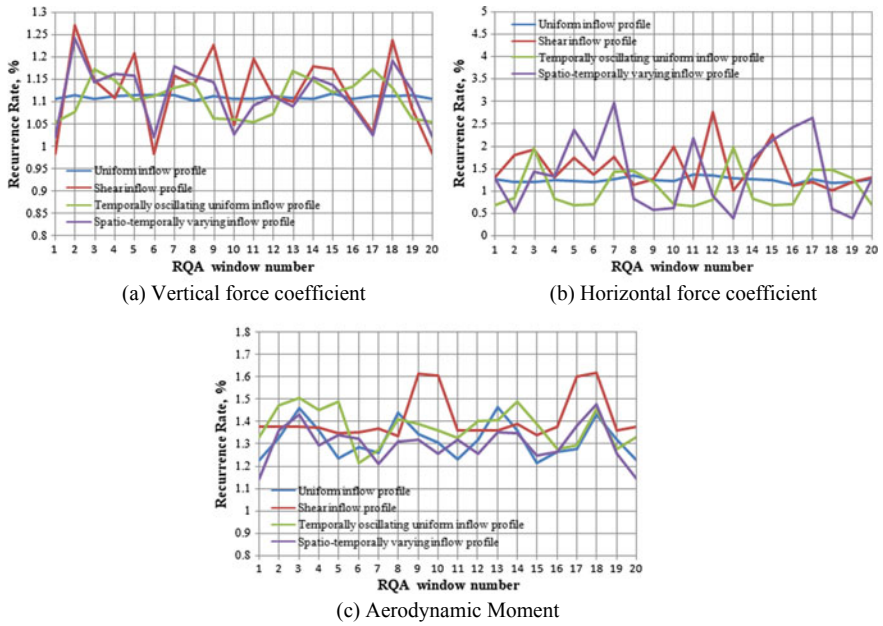 1.3
1.25
1.2
1.15
1.1
1.05
1
0.95
0.9
0.85
0.8
Recurrence Rate, %
Uniform inflow profile
Shear inflow profile
Temporally oscillating uniform inflow profile
Spatio-temporally varying inflow profile
1 2 3 4 5 6 7 8 9 10 11 12 13 14 15 16 17 18 19 20
RQA window number
(a) Vertical force coefficient
5
4.5
4
3.5
3
2.5
2
1.5
1
0.5
0
Recurrence Rate, %
Uniform inflow profile
Shear inflow profile
Temporally oscillating uniform inflow profile
Spatio-temporally varying inflow profile
1 2 3 4 5 6 7 8 9 10 11 12 13 14 15 16 17 18 19 20
RQA window number
(b) Horizontal force coefficient
1.8
1.7
1.6
1.5
1.4
1.3
1.2
1.1
1
0.9
0.8
Recurrence Rate, %
Uniform inflow profile
Shear inflow profile
Temporally oscillating uniform inflow profile
Spatio-temporally varying inflow profile
1 2 3 4 5 6 7 8 9 10 11 12 13 14 15 16 17 18 19 20
RQA window number
(c) Aerodynamic Moment